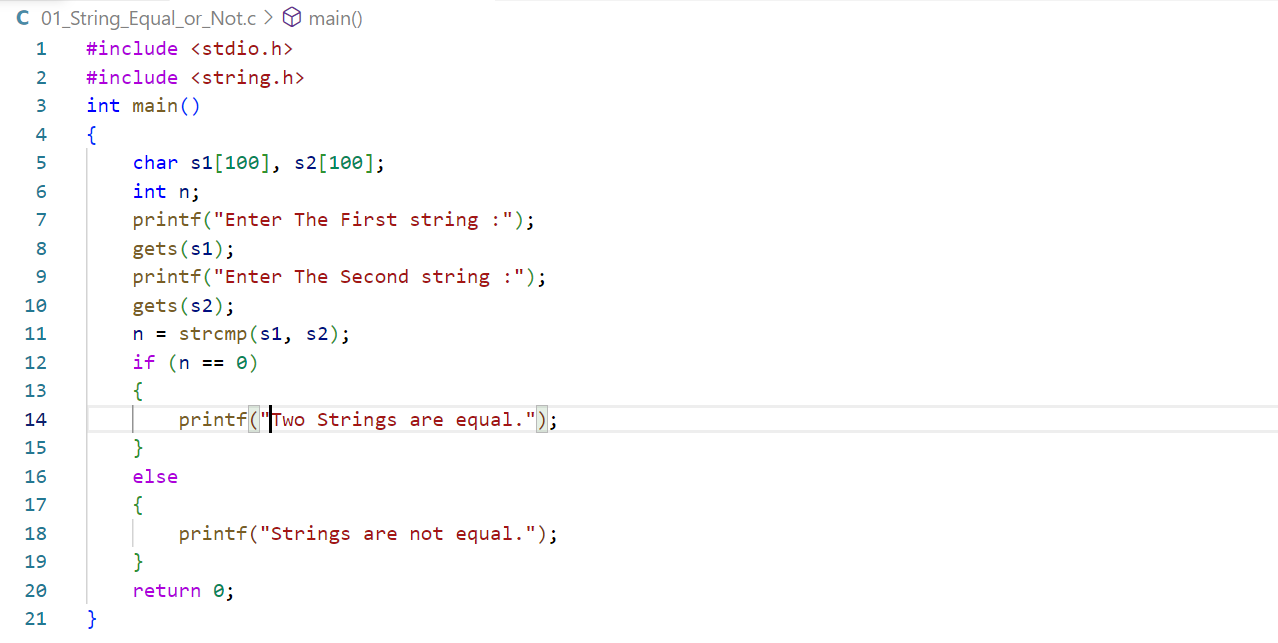 C 01_String_Equal_or_Not.c > main()
1 #include <stdio.h>
2 #include <string.h>
3 int main()
4 {
5     char s1[100], s2[100];
6     int n;
7     printf("Enter The First string :");
8     gets(s1);
9     printf("Enter The Second string :");
10     gets(s2);
11     n = strcmp(s1, s2);
12     if (n == 0)
13     {
14         printf("Two Strings are equal.");
15     }
16     else
17     {
18         printf("Strings are not equal.");
19     }
20     return 0;
21 }